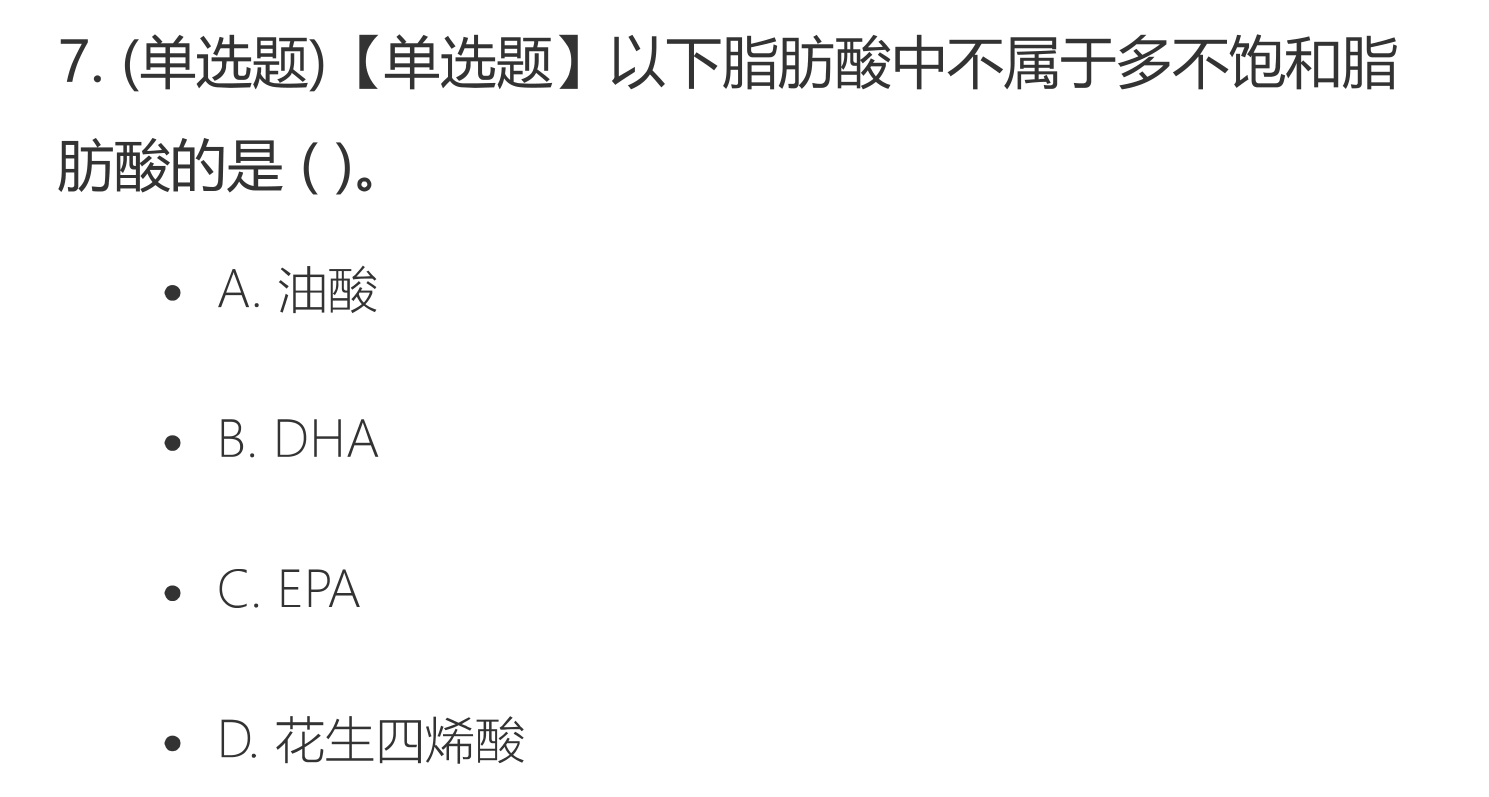 7. (单选题)【单选题】以下脂肪酸中不属于多不饱和脂
肪酸的是 ( )。
• A. 油酸
• B. DHA
• C. EPA
• D. 花生四烯酸